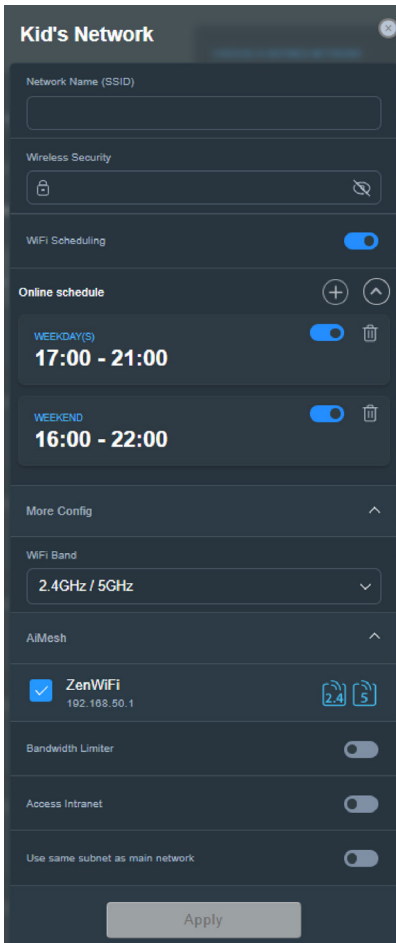 Kid's Network
Network Name (SSID)
Wireless Security
WiFi Scheduling
Online schedule
WEEKDAY(S)
17:00 - 21:00
WEEKEND
16:00 - 22:00
More Config
WiFi Band
2.4GHz / 5GHz
AiMesh
ZenWiFi
192.168.50.1
2.4 5
Bandwidth Limiter
Access Intranet
Use same subnet as main network
Apply